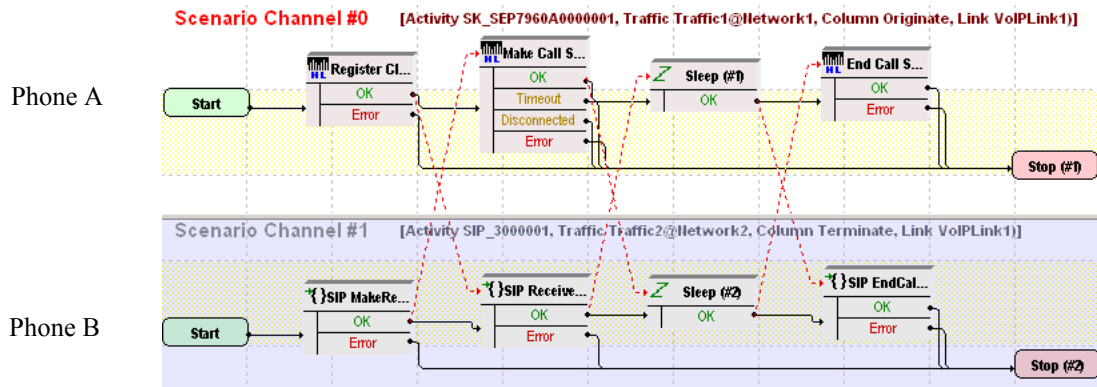 Scenario Channel #0 [Activity SK_SEP7960A0000001, Traffic Traffic1@Network1, Column Originate, Link VoIPLink1)]
Phone A
Start
HL Register Cl...
OK
Error
HL Make Call S...
OK
Timeout
Disconnected
Error
Sleep (#1)
OK
HL End Call S...
OK
Error
Stop (#1)
Scenario Channel #1 [Activity SIP_3000001, Traffic Traffic2@Network2, Column Terminate, Link VoIPLink1)]
Phone B
Start
{}SIP MakeRe...
OK
Error
{}SIP Receive...
OK
Error
Sleep (#2)
OK
{}SIP EndCal...
OK
Error
Stop (#2)